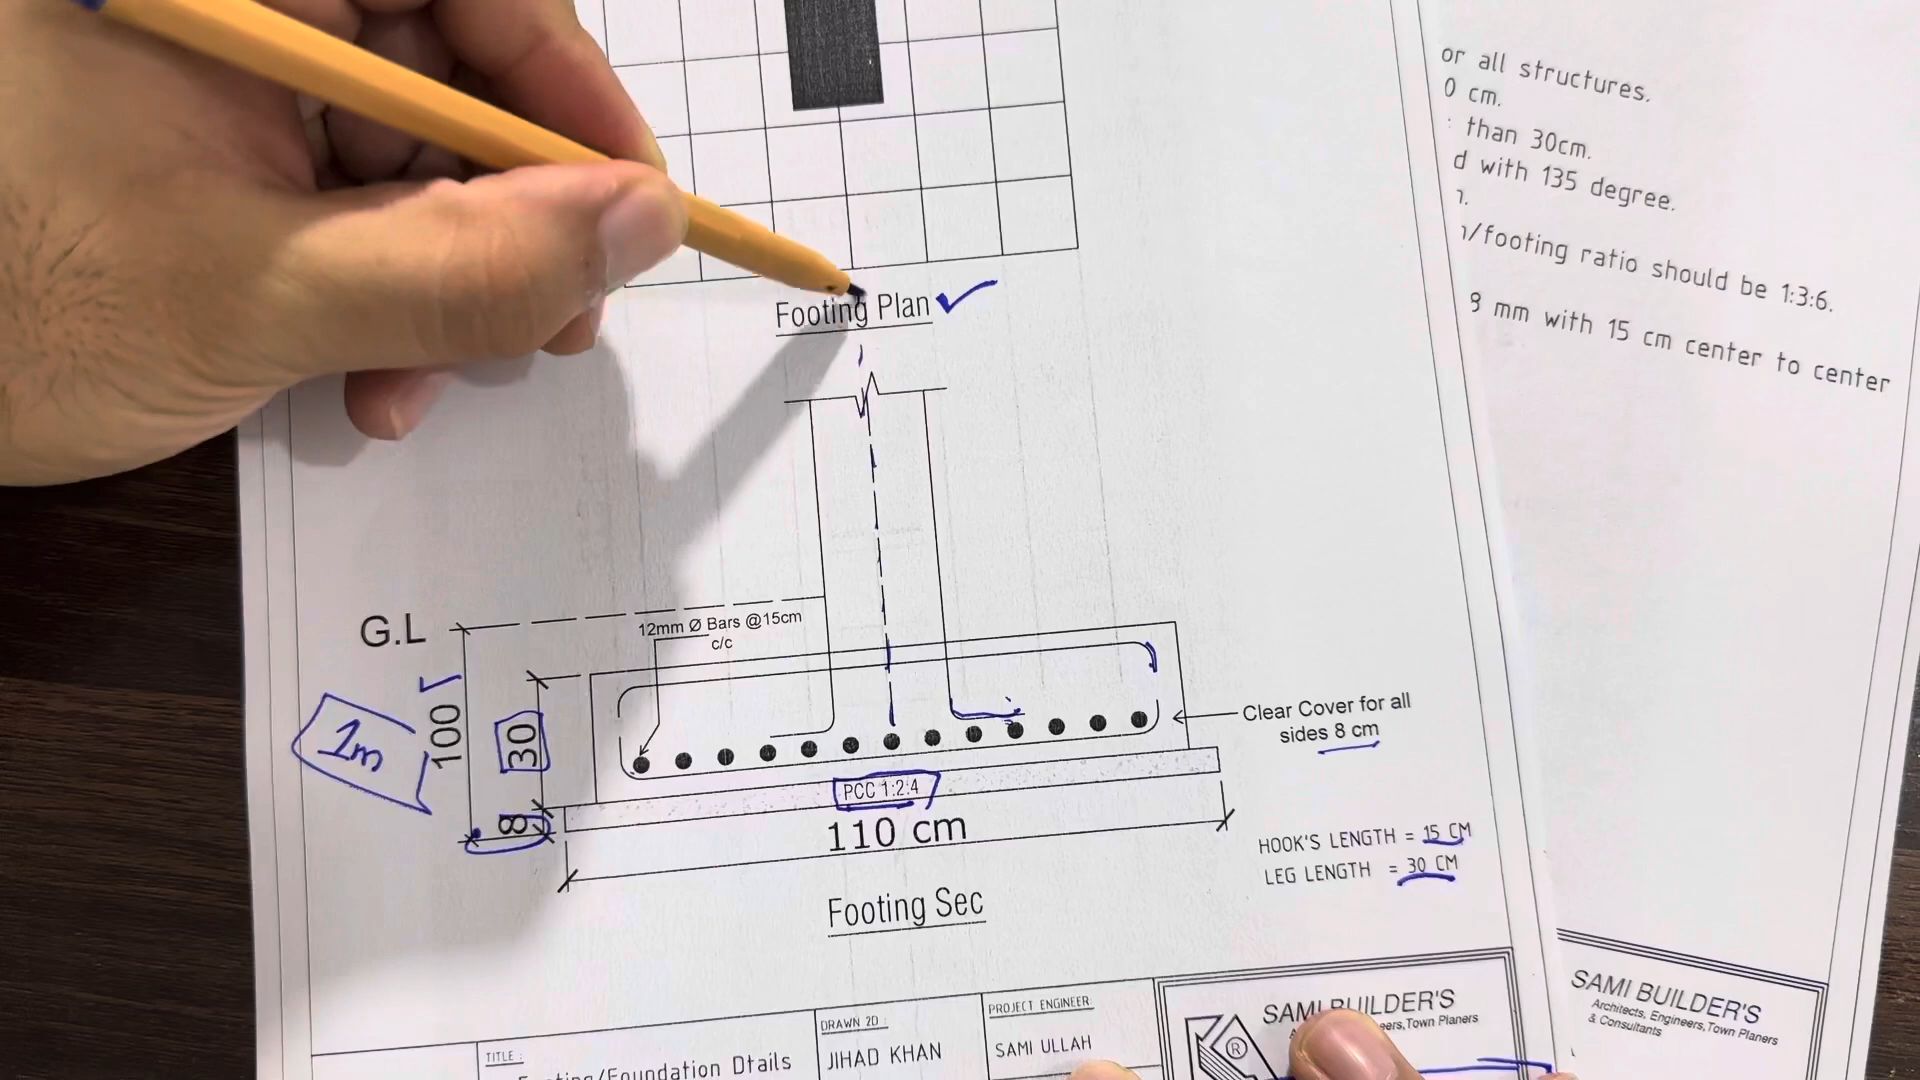 or all structures.
0 cm.
than 30cm.
d with 135 degree.
/footing ratio should be 1:3:6.
mm with 15 cm center to center
Footing Plan
G.L
12mm Ø Bars @15cm
c/c
1m
100
30
8
Clear Cover for all
sides 8 cm
PCC 1:2:4
110 cm
HOOK'S LENGTH = 15 CM
LEG LENGTH = 30 CM
Footing Sec
TITLE :
/Foundation Dtails
DRAWN 2D :
JIHAD KHAN
PROJECT ENGINEER:
SAMI ULLAH
®
SAMI BUILDER'S
eers,Town Planers
SAMI BUILDER'S
Architects, Engineers,Town Planers
& Consultants